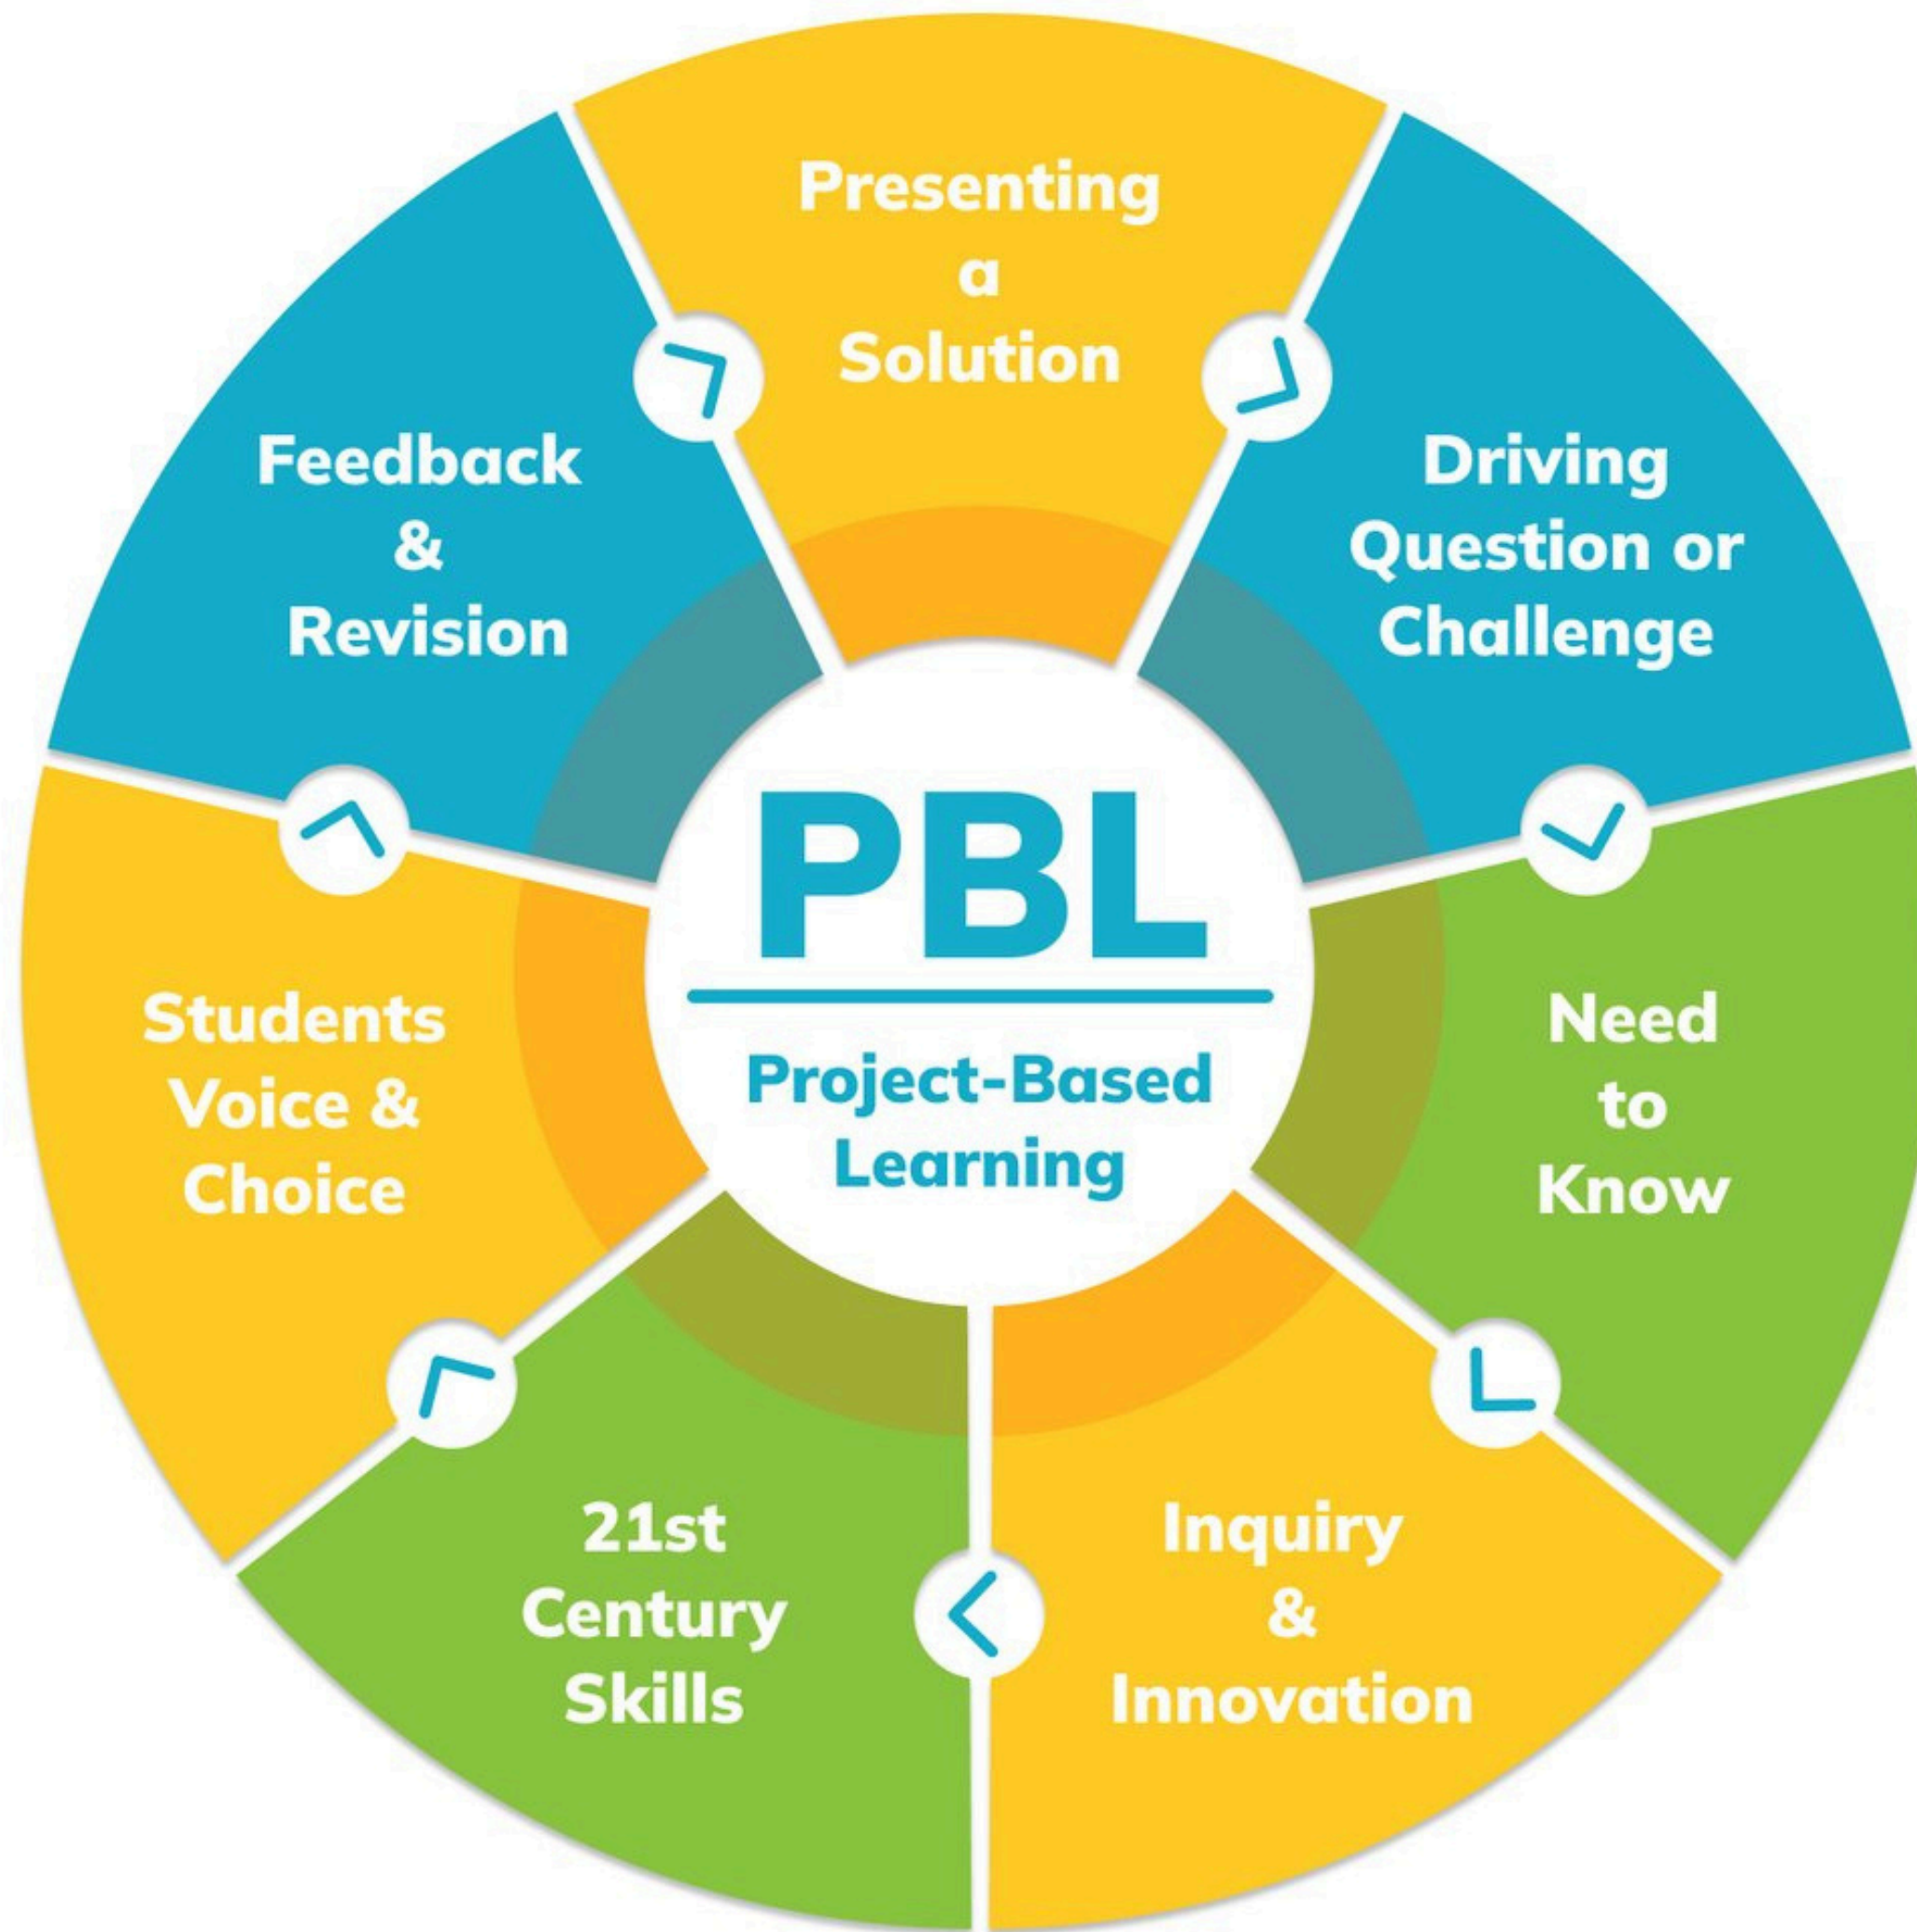 Presenting
a
Solution
Driving
Question or
Challenge
Need
to
Know
Inquiry
&
Innovation
21st
Century
Skills
Students
Voice &
Choice
Feedback
&
Revision
PBL
Project-Based
Learning